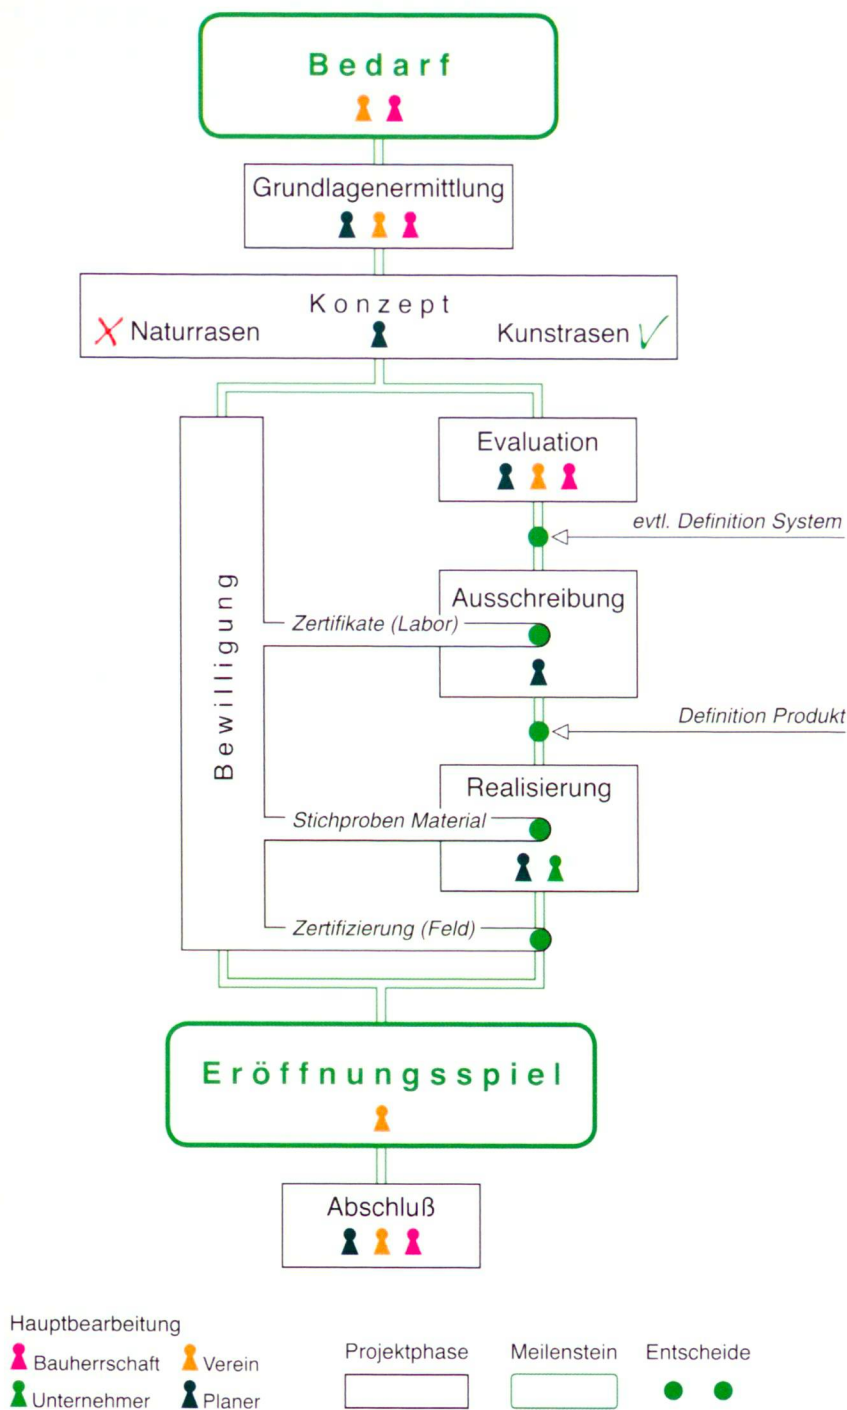 Bedarf
Grundlagenermittlung
Konzept
Naturrasen
Kunstrasen
Evaluation
evtl. Definition System
Ausschreibung
Zertifikate (Labor)
Bewilligung
Definition Produkt
Realisierung
Stichproben Material
Zertifizierung (Feld)
Eröffnungsspiel
Abschluß
Hauptbearbeitung
Bauherrschaft
Verein
Unternehmer
Planer
Projektphase
Meilenstein
Entscheide